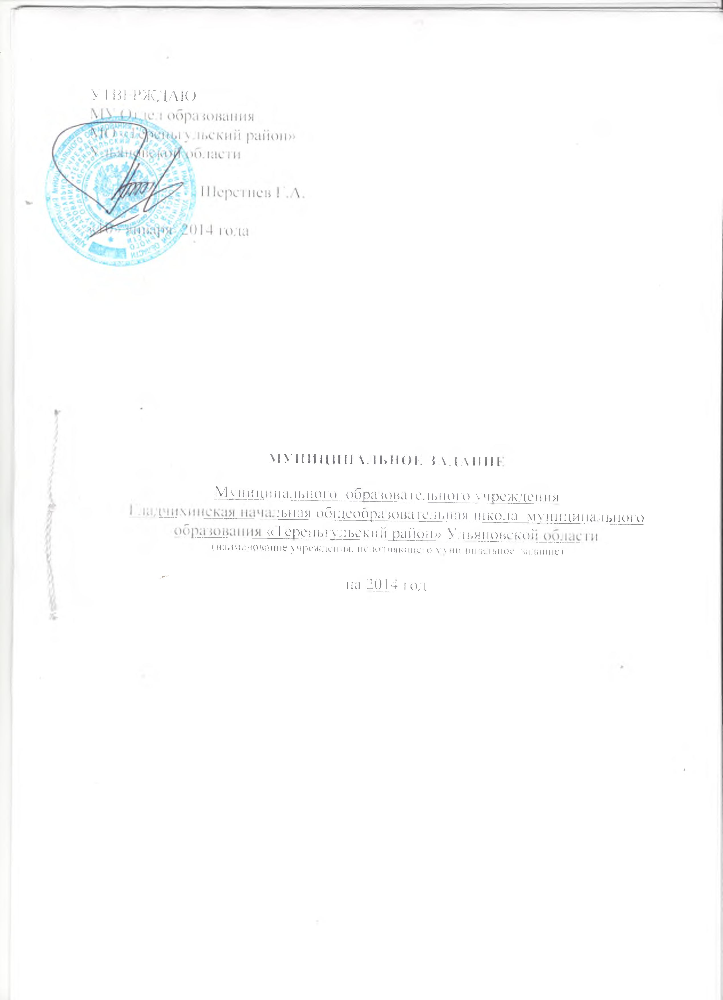 УТВЕРЖДАЮ
МУ Отдел образования
МО «Тереньгульский район»
Ульяновской области
Шерстнев Г.А.
января 2014 года
МУНИЦИПАЛЬНОЕ ЗАДАНИЕ
Муниципального образовательного учреждения
Гладчихинская начальная общеобразовательная школа муниципального
образования «Тереньгульский район» Ульяновской области
(наименование учреждения, исполняющего муниципальное задание)
на 2014 год